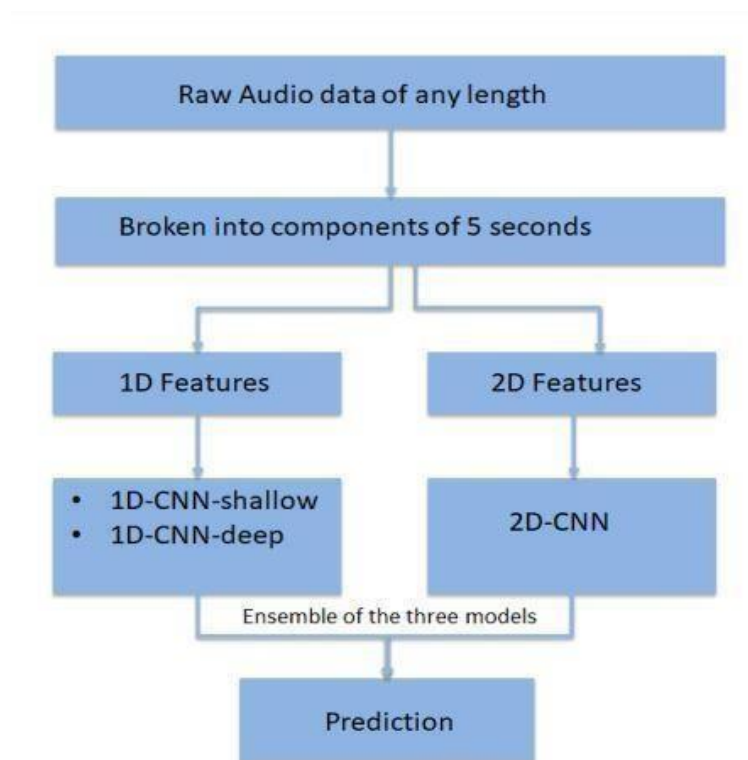 Raw Audio data of any length
Broken into components of 5 seconds
1D Features
2D Features
• 1D-CNN-shallow
• 1D-CNN-deep
2D-CNN
Ensemble of the three models
Prediction